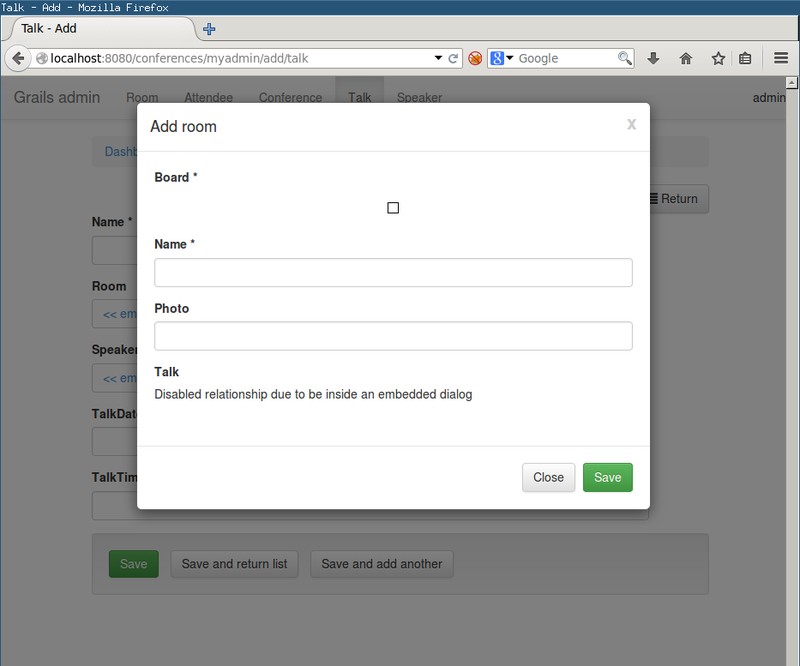 Talk - Add - Mozilla Firefox
Talk - Add
localhost:8080/conferences/myadmin/add/talk
Google
Grails admin Room Attendee Conference Talk Speaker admin
Add room x
Dashb
Board *
Return
Name *
Name *
Room
Photo
<< em
Speaker
Talk
<< em
Disabled relationship due to be inside an embedded dialog
TalkDat
TalkTim
Close Save
Save Save and return list Save and add another